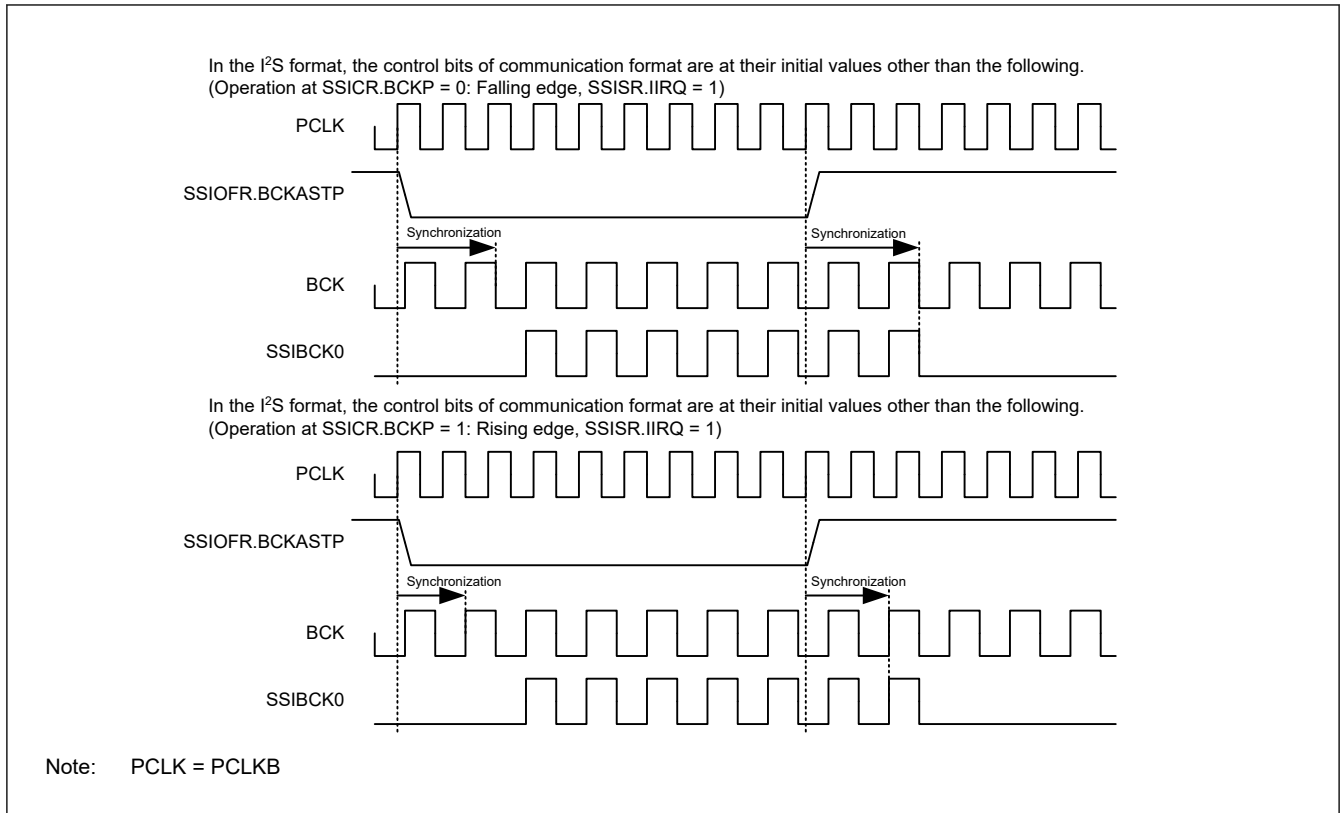 In the I²S format, the control bits of communication format are at their initial values other than the following.
(Operation at SSICR.BCKP = 0: Falling edge, SSISR.IIRQ = 1)
PCLK
SSIOFR.BCKASTP
Synchronization Synchronization
BCK
SSIBCK0
In the I²S format, the control bits of communication format are at their initial values other than the following.
(Operation at SSICR.BCKP = 1: Rising edge, SSISR.IIRQ = 1)
PCLK
SSIOFR.BCKASTP
Synchronization Synchronization
BCK
SSIBCK0
Note: PCLK = PCLKB